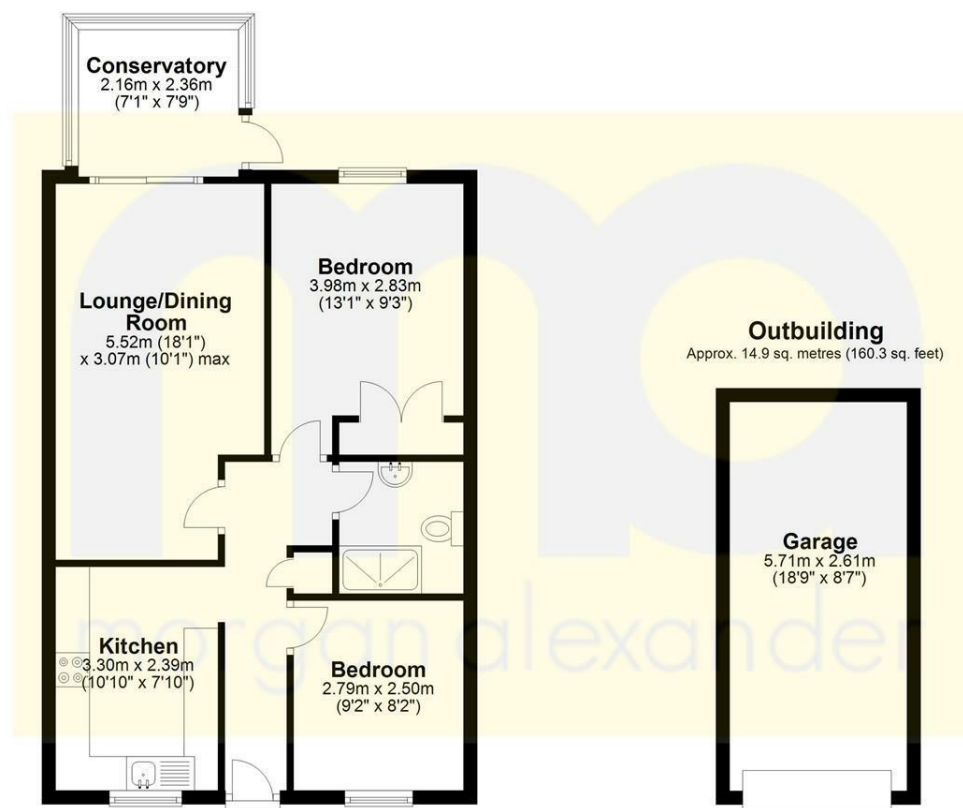 Conservatory
2.16m x 2.36m
(7'1" x 7'9")
Bedroom
3.98m x 2.83m
(13'1" x 9'3")
Lounge/Dining
Room
5.52m (18'1")
x 3.07m (10'1") max
Outbuilding
Approx. 14.9 sq. metres (160.3 sq. feet)
Garage
5.71m x 2.61m
(18'9" x 8'7")
Kitchen
3.30m x 2.39m
(10'10" x 7'10")
Bedroom
2.79m x 2.50m
(9'2" x 8'2")
ma
morgan alexander